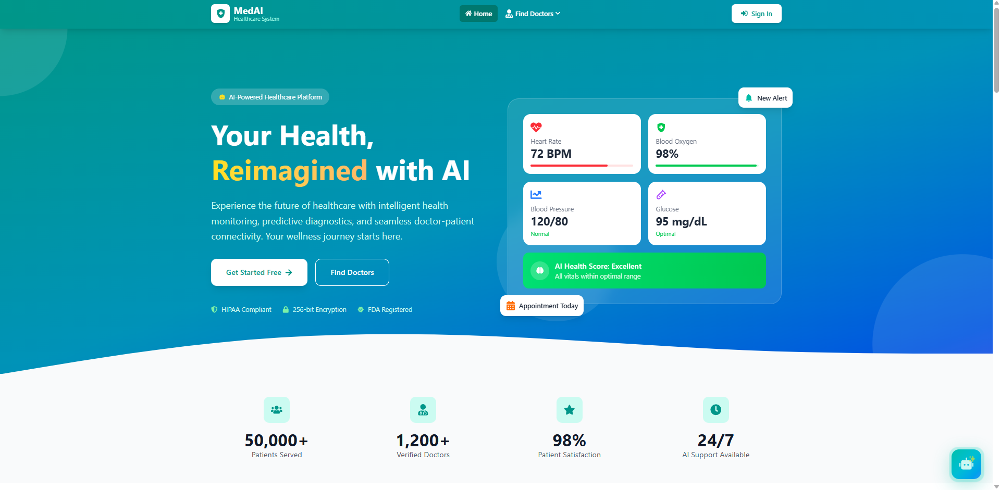 MedAI
Healthcare System
Home
Find Doctors
Sign In
AI-Powered Healthcare Platform
Your Health,
Reimagined with AI
Experience the future of healthcare with intelligent health
monitoring, predictive diagnostics, and seamless doctor-patient
connectivity. Your wellness journey starts here.
Get Started Free
Find Doctors
HIPAA Compliant
256-bit Encryption
FDA Registered
New Alert
Heart Rate
72 BPM
Blood Oxygen
98%
Blood Pressure
120/80
Normal
Glucose
95 mg/dL
Optimal
AI Health Score: Excellent
All vitals within optimal range
Appointment Today
50,000+
Patients Served
1,200+
Verified Doctors
98%
Patient Satisfaction
24/7
AI Support Available